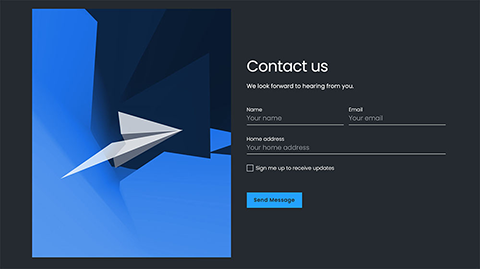 Contact us
We look forward to hearing from you.
Name Email
Your name Your email
Home address
Your home address
Sign me up to receive updates
Send Message